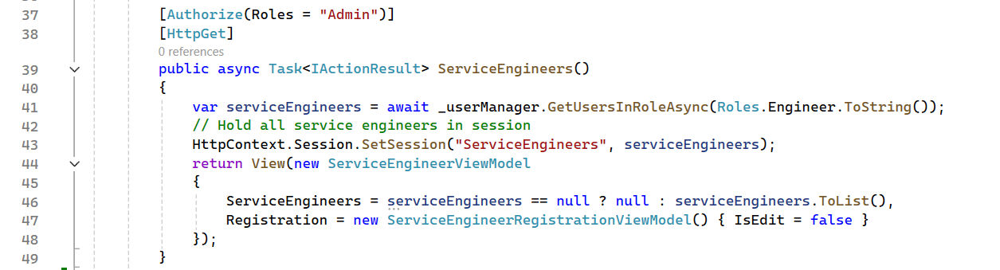 37 [Authorize(Roles = "Admin")]
38 [HttpGet]
0 references
39 public async Task<IActionResult> ServiceEngineers()
40 {
41 var serviceEngineers = await _userManager.GetUsersInRoleAsync(Roles.Engineer.ToString());
42 // Hold all service engineers in session
43 HttpContext.Session.SetSession("ServiceEngineers", serviceEngineers);
44 return View(new ServiceEngineerViewModel
45 {
46 ServiceEngineers = serviceEngineers == null ? null : serviceEngineers.ToList(),
47 Registration = new ServiceEngineerRegistrationViewModel() { IsEdit = false }
48 });
49 }